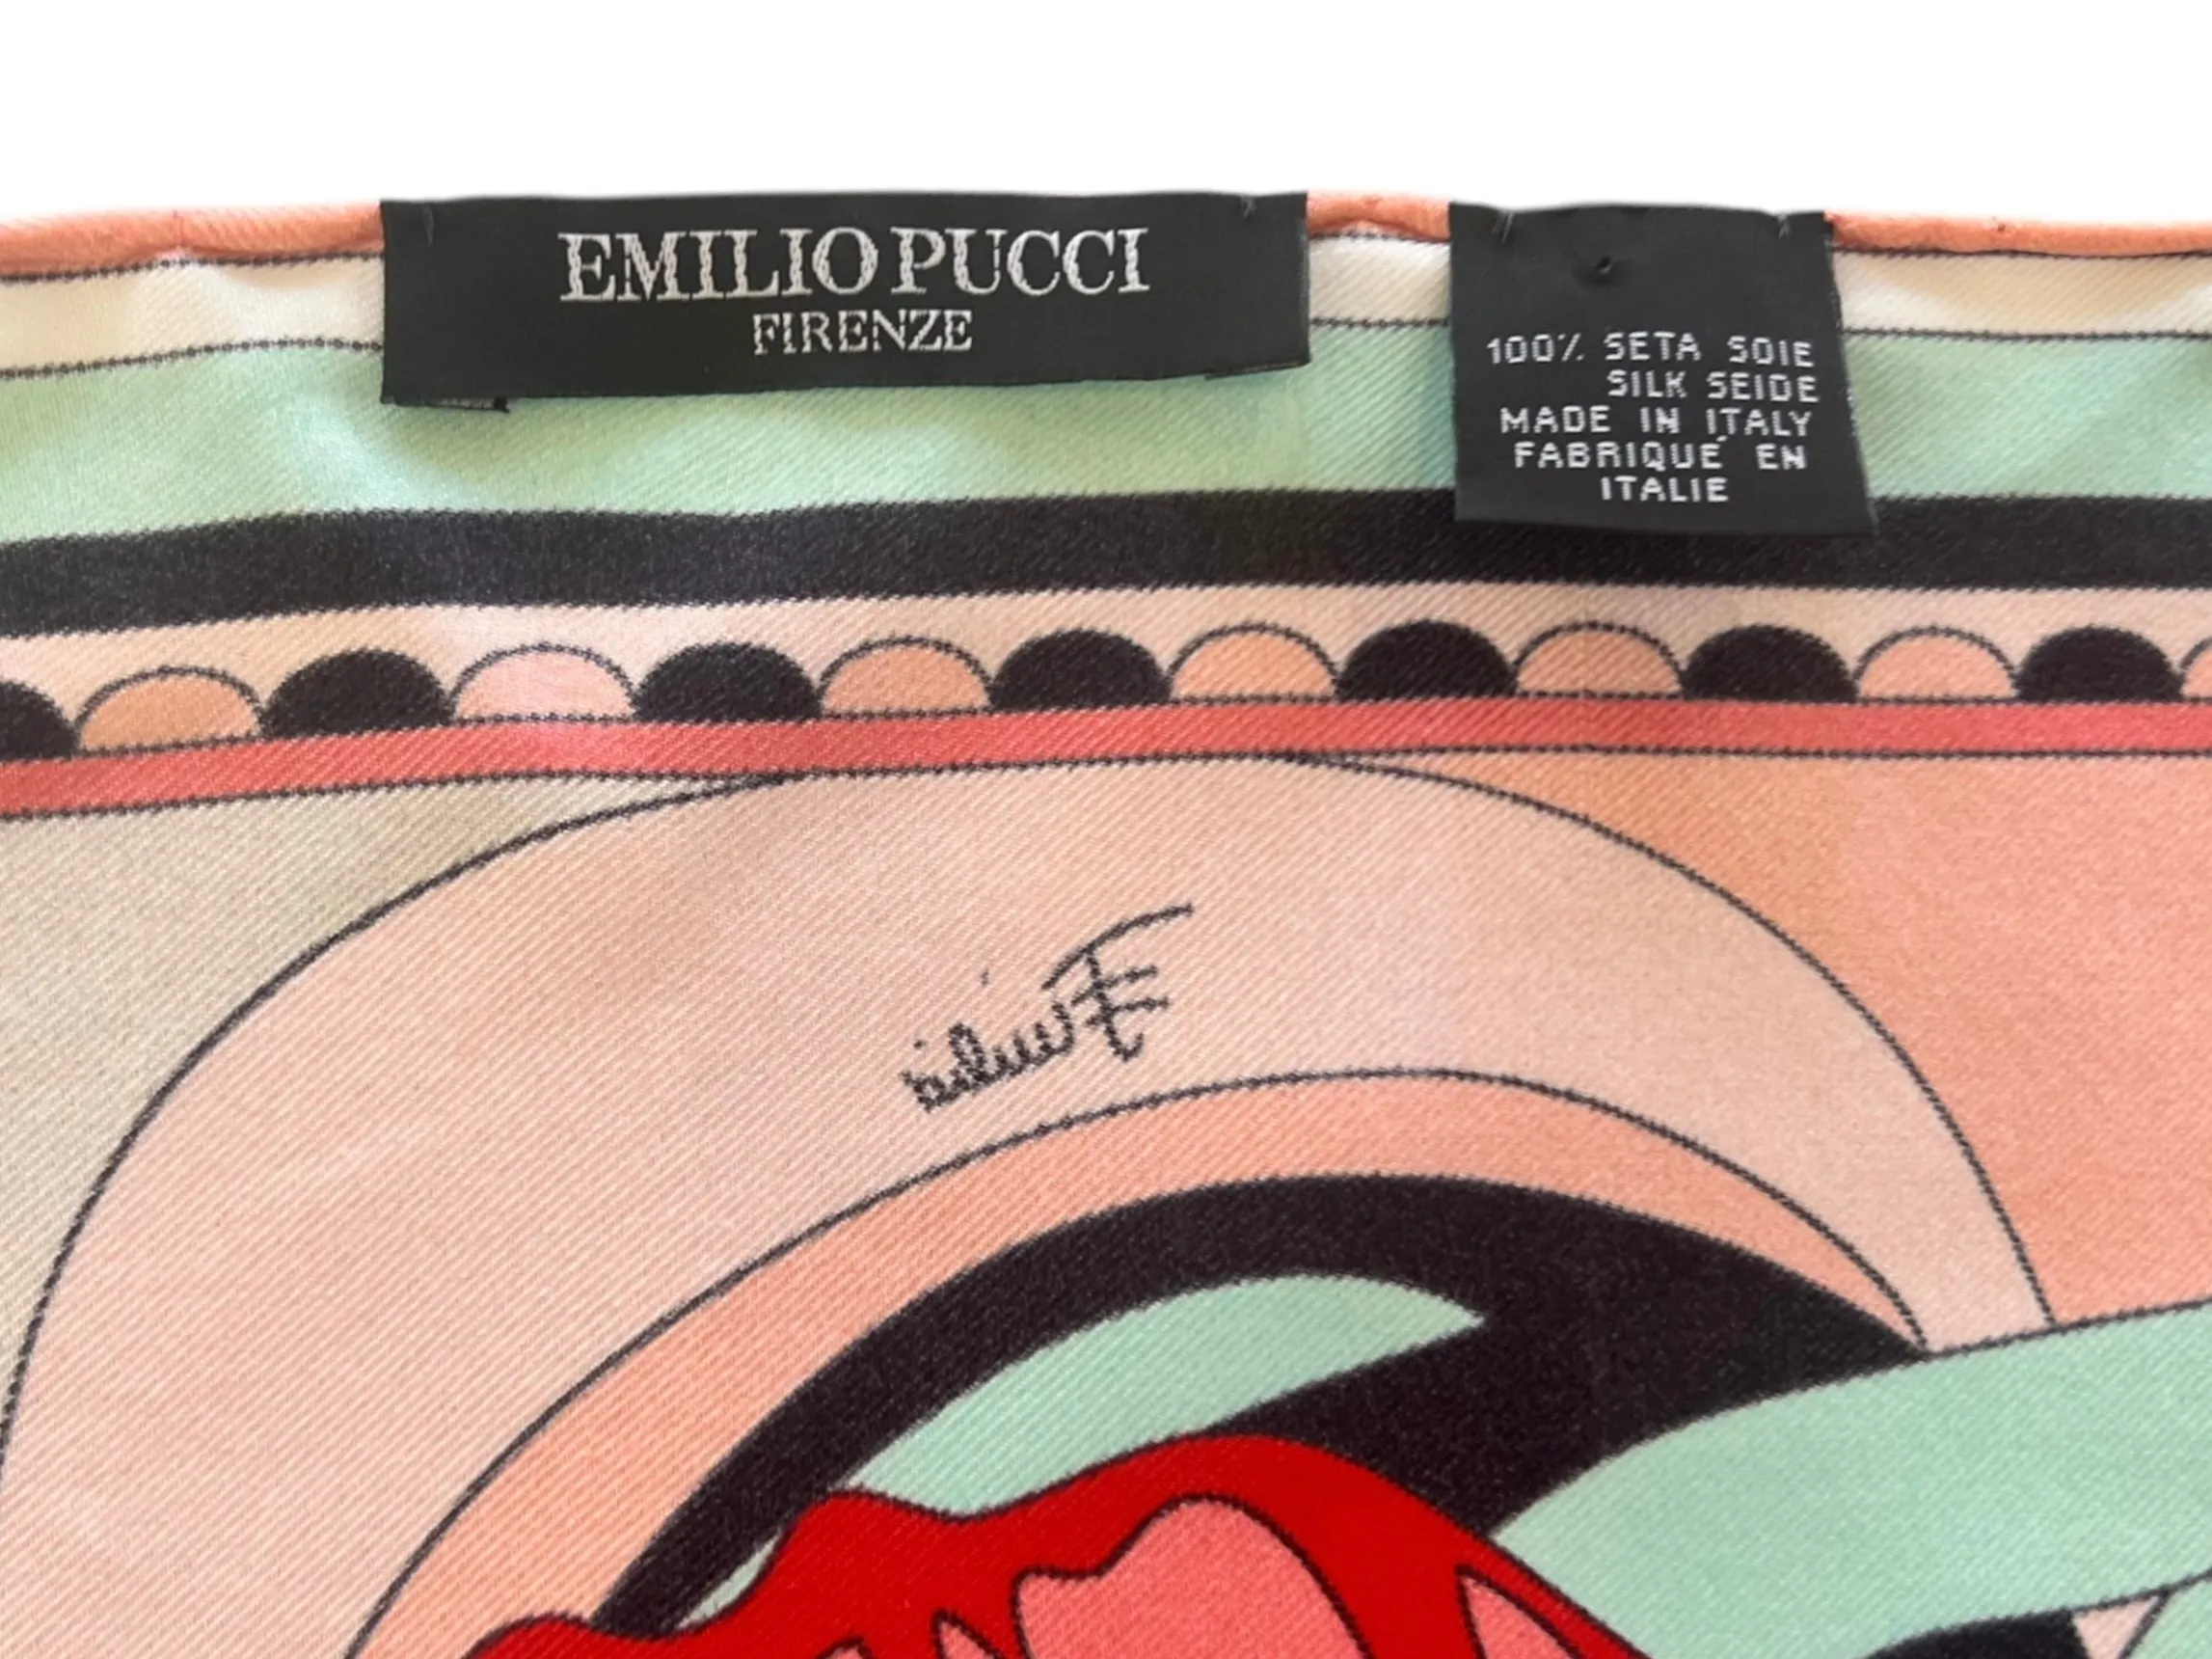 EMILIO PUCCI
FIRENZE
100% SETA SOIE
SILK SEIDE
MADE IN ITALY
FABRIQUÉ EN
ITALIE
Emilio